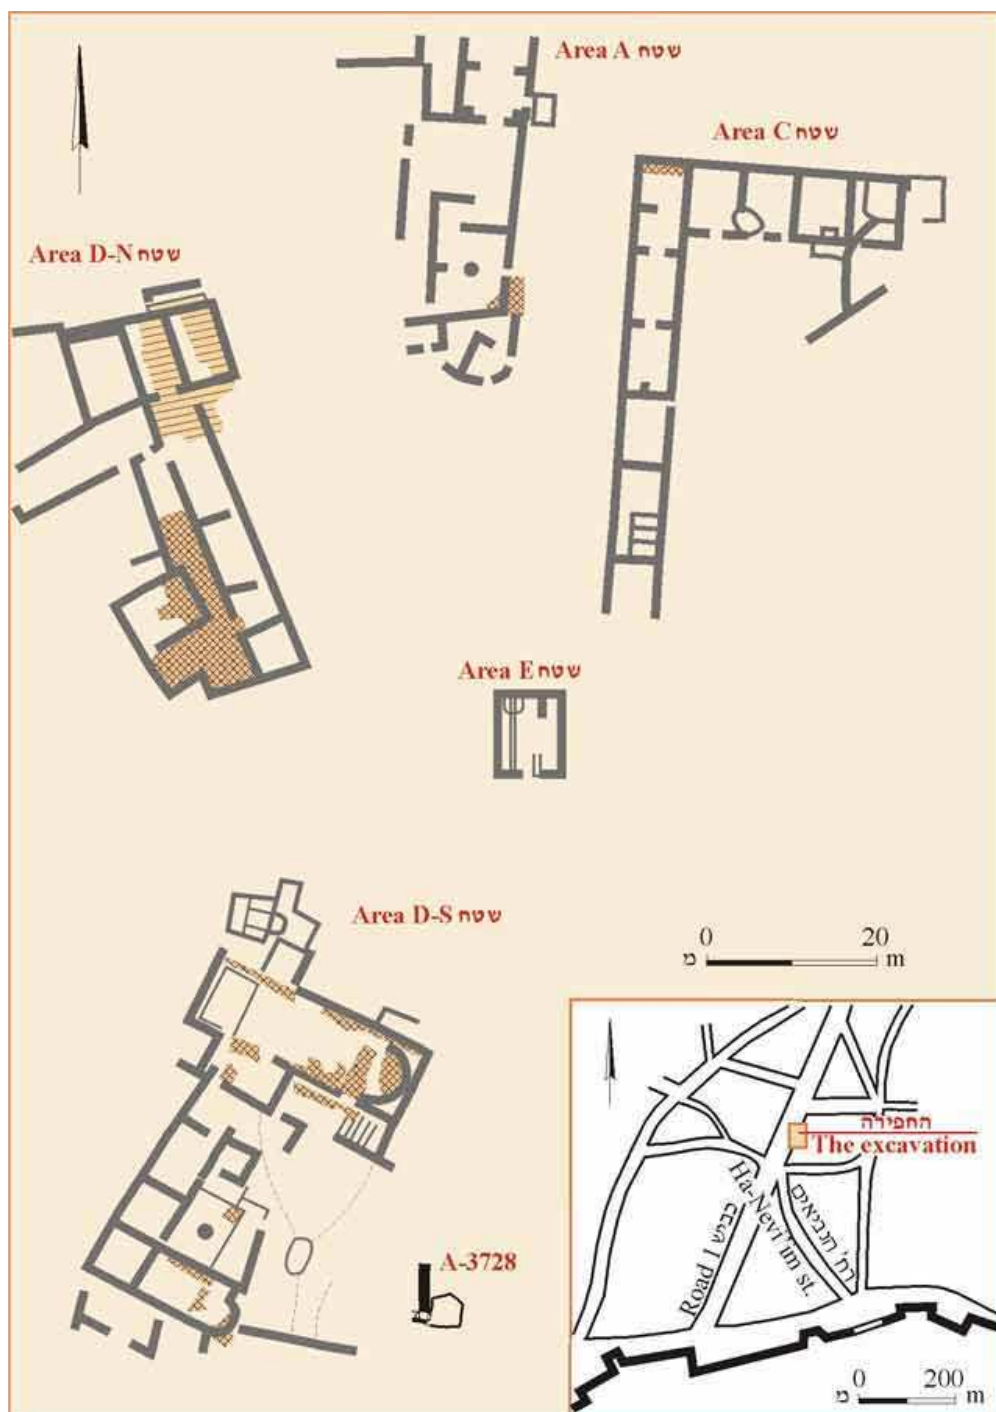 Area A שטח
Area C שטח
Area D-N שטח
Area E שטח
Area D-S שטח
0 20
מ m
A-3728
החפירה
The excavation
Ha-Nevi'im st.
רח' הנביאים
Road 1 כביש
0 200
מ m